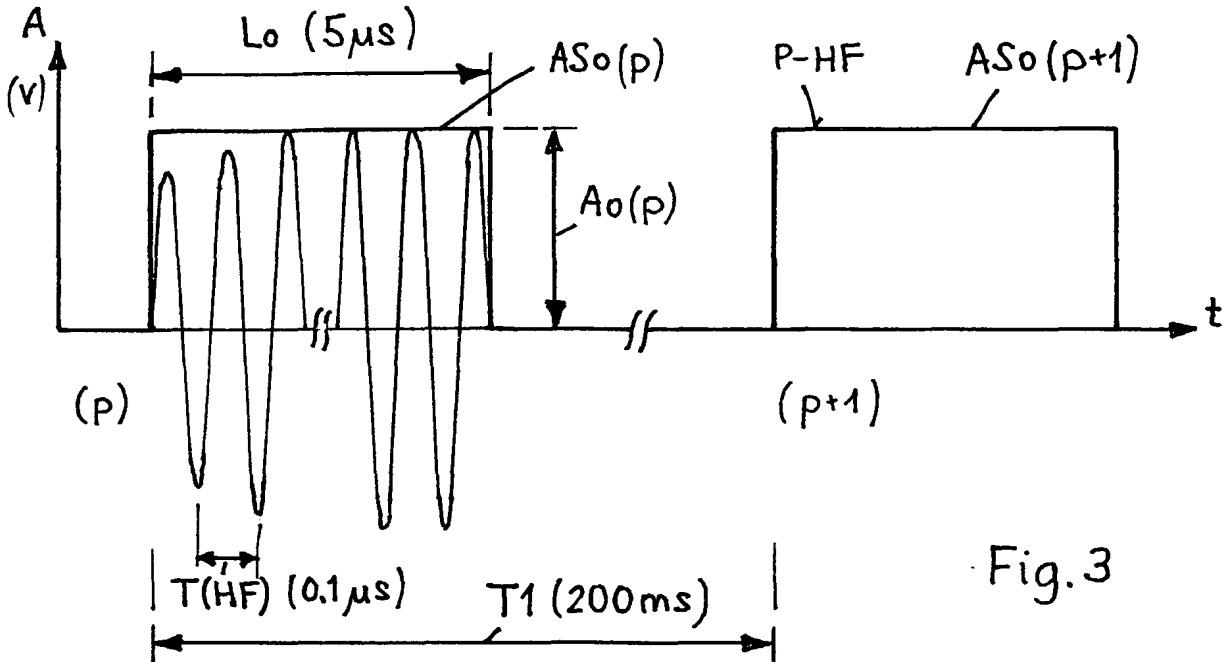 A
(V)
Lo (5µs)
ASo(p)
P-HF
ASo(p+1)
Ao(p)
t
(p)
(p+1)
T(HF) (0.1µs)
T1 (200ms)
Fig. 3